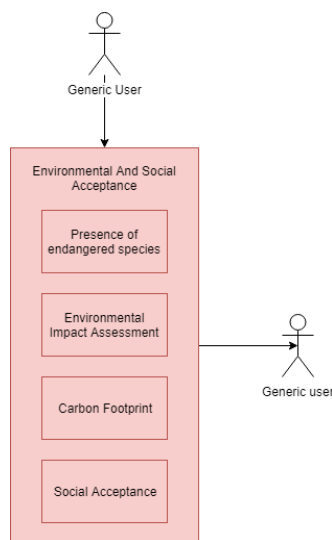 Generic User
Environmental And Social
Acceptance
Presence of
endangered species
Environmental
Impact Assessment
Generic user
Carbon Footprint
Social Acceptance